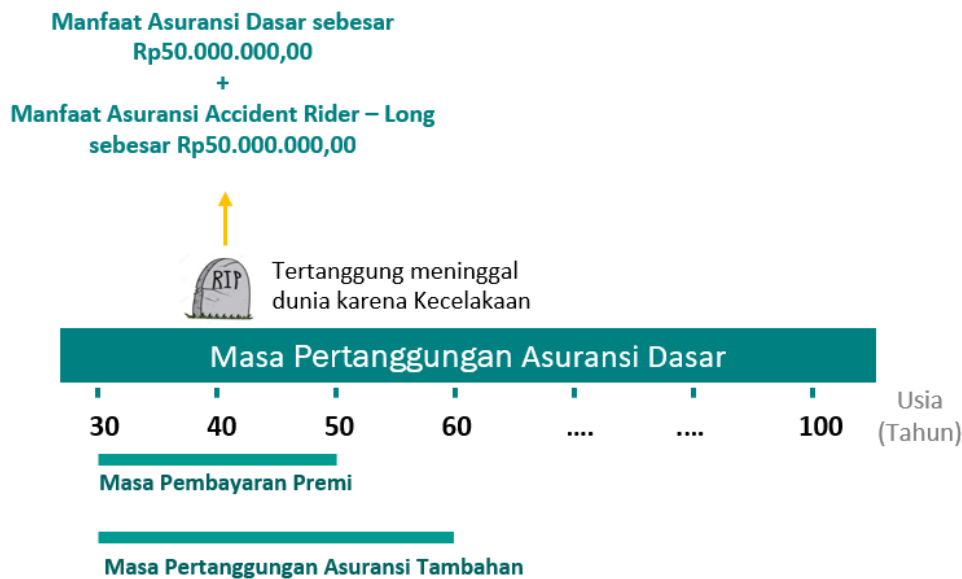 Manfaat Asuransi Dasar sebesar
Rp50.000.000,00
+
Manfaat Asuransi Accident Rider – Long
sebesar Rp50.000.000,00
RIP
Tertanggung meninggal
dunia karena Kecelakaan
Masa Pertanggungan Asuransi Dasar
30 40 50 60 .... .... 100
Usia
(Tahun)
Masa Pembayaran Premi
Masa Pertanggungan Asuransi Tambahan